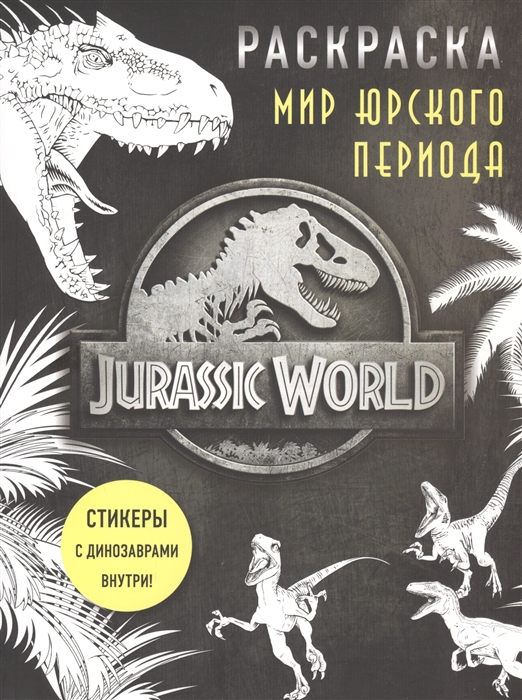 РАСКРАСКА
МИР ЮРСКОГО
ПЕРИОДА
JURASSIC WORLD
СТИКЕРЫ
С ДИНОЗАВРАМИ
ВНУТРИ!